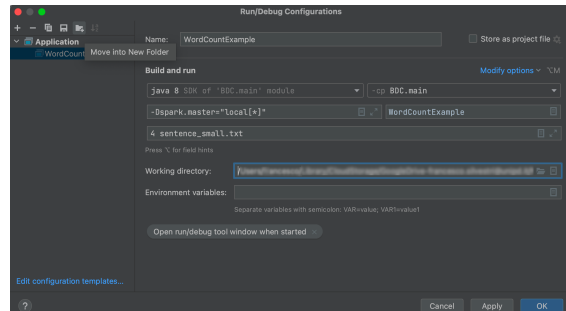 Run/Debug Configurations
Application
WordCount
Move into New Folder
Name: WordCountExample
Store as project file
Build and run
Modify options ⌥M
java 8 SDK of 'BDC.main' module
-cp BDC.main
-Dspark.master="local[*]"
WordCountExample
4 sentence_small.txt
Press ⌥ for field hints
Working directory:
Environment variables:
Separate variables with semicolon: VAR=value; VAR1=value1
Open run/debug tool window when started
Edit configuration templates...
?
Cancel Apply OK